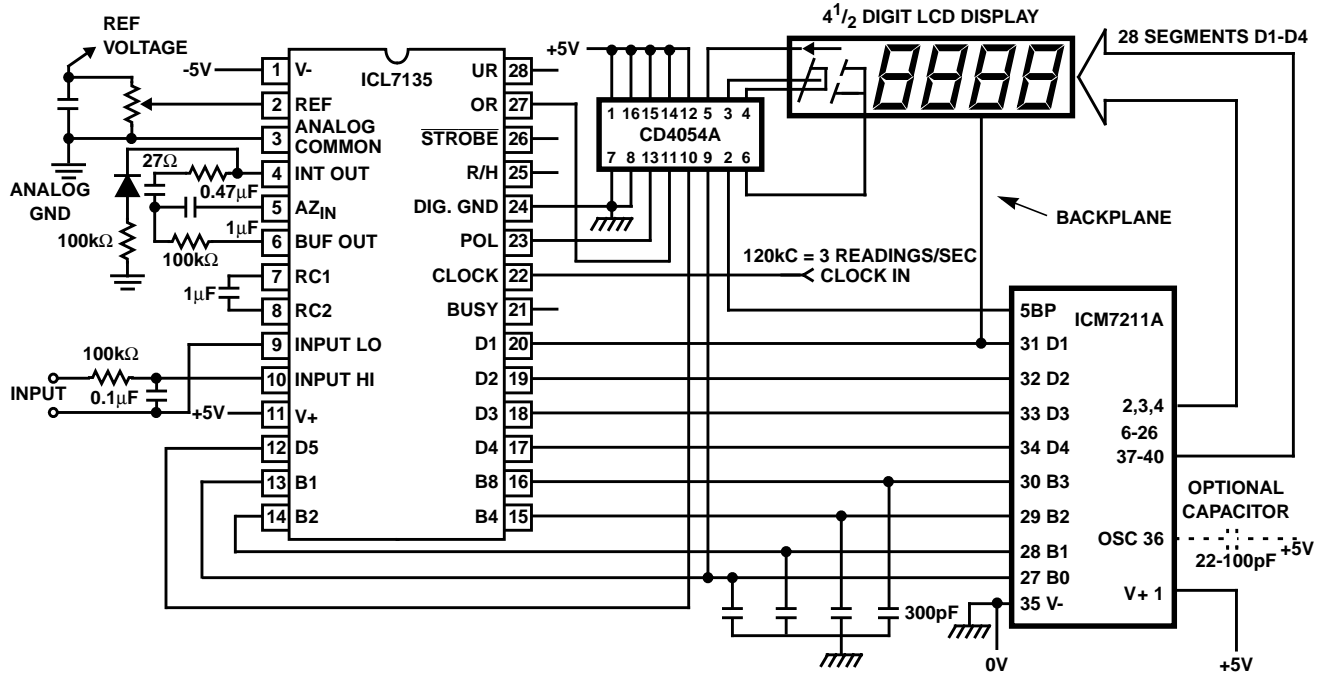 4 1/2 DIGIT LCD DISPLAY
28 SEGMENTS D1-D4
REF
VOLTAGE
-5V
ANALOG
GND
27Ω
0.47µF
100kΩ
1µF
100kΩ
1µF
100kΩ
INPUT
0.1µF
+5V
ICL7135
1 V-
2 REF
3 ANALOG
COMMON
4 INT OUT
5 AZIN
6 BUF OUT
7 RC1
8 RC2
9 INPUT LO
10 INPUT HI
11 V+
12 D5
13 B1
14 B2
UR 28
OR 27
STROBE 26
R/H 25
DIG. GND 24
POL 23
CLOCK 22
BUSY 21
D1 20
D2 19
D3 18
D4 17
B8 16
B4 15
+5V
1 16 15 14 12 5 3 4
CD4054A
7 8 13 11 10 9 2 6
BACKPLANE
120kC = 3 READINGS/SEC
CLOCK IN
ICM7211A
5BP
31 D1
32 D2
33 D3
34 D4
30 B3
29 B2
28 B1
27 B0
35 V-
2,3,4
6-26
37-40
OSC 36
V+ 1
OPTIONAL
CAPACITOR
22-100pF
+5V
300pF
0V
+5V